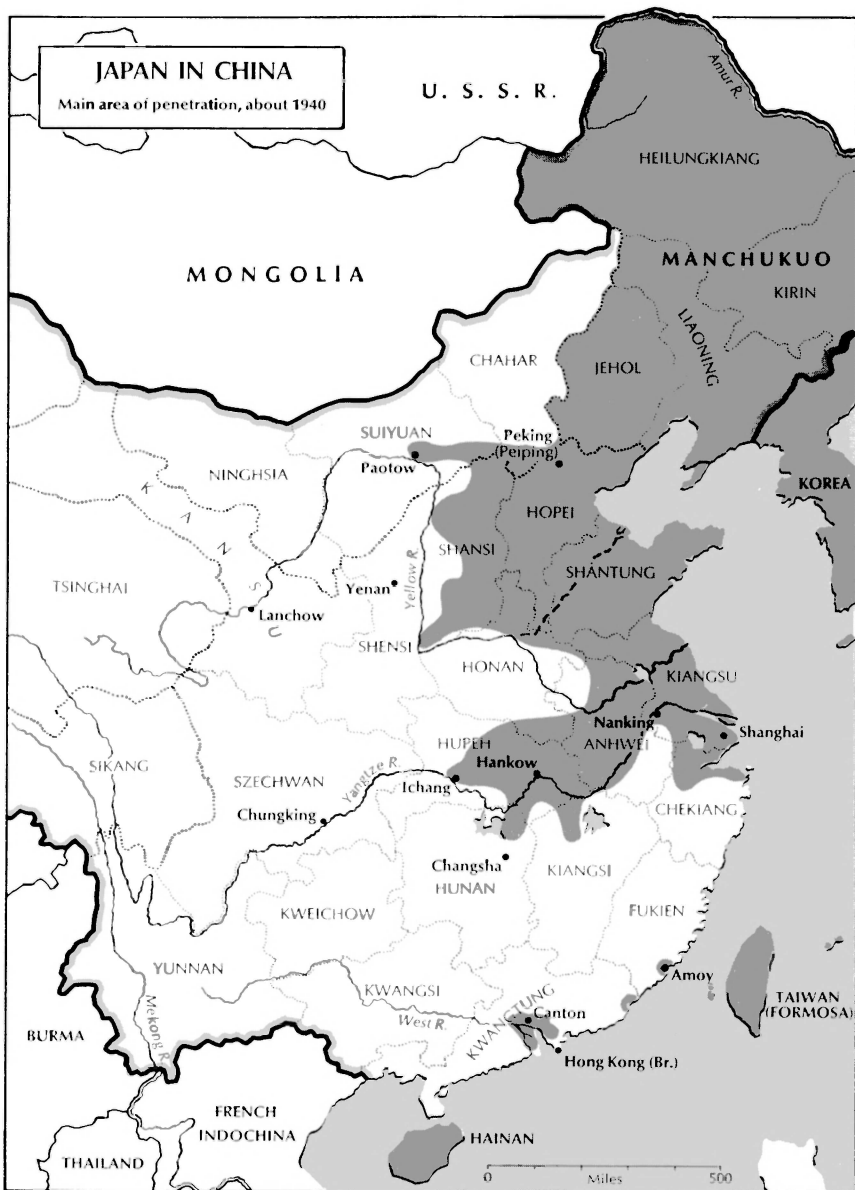 JAPAN IN CHINA
Main area of penetration, about 1940
U. S. S. R.
Amur R.
HEILUNGKIANG
MONGOLIA
MANCHUKUO
KIRIN
LIAONING
CHAHAR
JEHOL
SUIYUAN
Peking
(Peiping)
Paotow
NINGHSIA
KANSU
KOREA
HOPEI
SHANSI
Yellow R.
TSINGHAI
Yenan
SHANTUNG
Lanchow
SHENSI
HONAN
KIANGSU
Nanking
Shanghai
HUPEH
ANHWEI
SIKANG
SZECHWAN
Yangtze R.
Hankow
Ichang
Chungking
CHEKIANG
Changsha
HUNAN
KIANGSI
KWEICHOW
FUKIEN
YUNNAN
Amoy
KWANGSI
KWANGTUNG
Canton
TAIWAN
(FORMOSA)
West R.
Mekong R.
BURMA
Hong Kong (Br.)
FRENCH
INDOCHINA
HAINAN
THAILAND
0 500
Miles